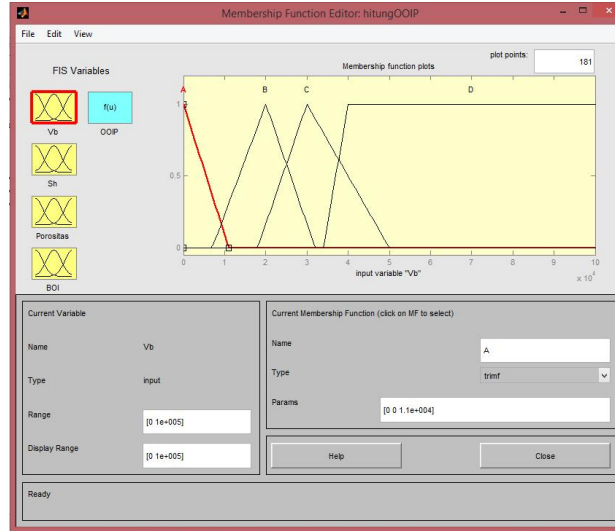 Membership Function Editor: hitungOOIP
File Edit View
FIS Variables
f(u)
Vb
OOIP
Sh
Porositas
BOI
plot points:
181
Membership function plots
A B C D
1
0.5
0
0 1 2 3 4 5 6 7 8 9 10
input variable "Vb"
x 10^4
Current Variable
Name Vb
Type input
Range [0 1e+005]
Display Range [0 1e+005]
Current Membership Function (click on MF to select)
Name A
Type trimf
Params [0 0 1.1e+004]
Help Close
Ready